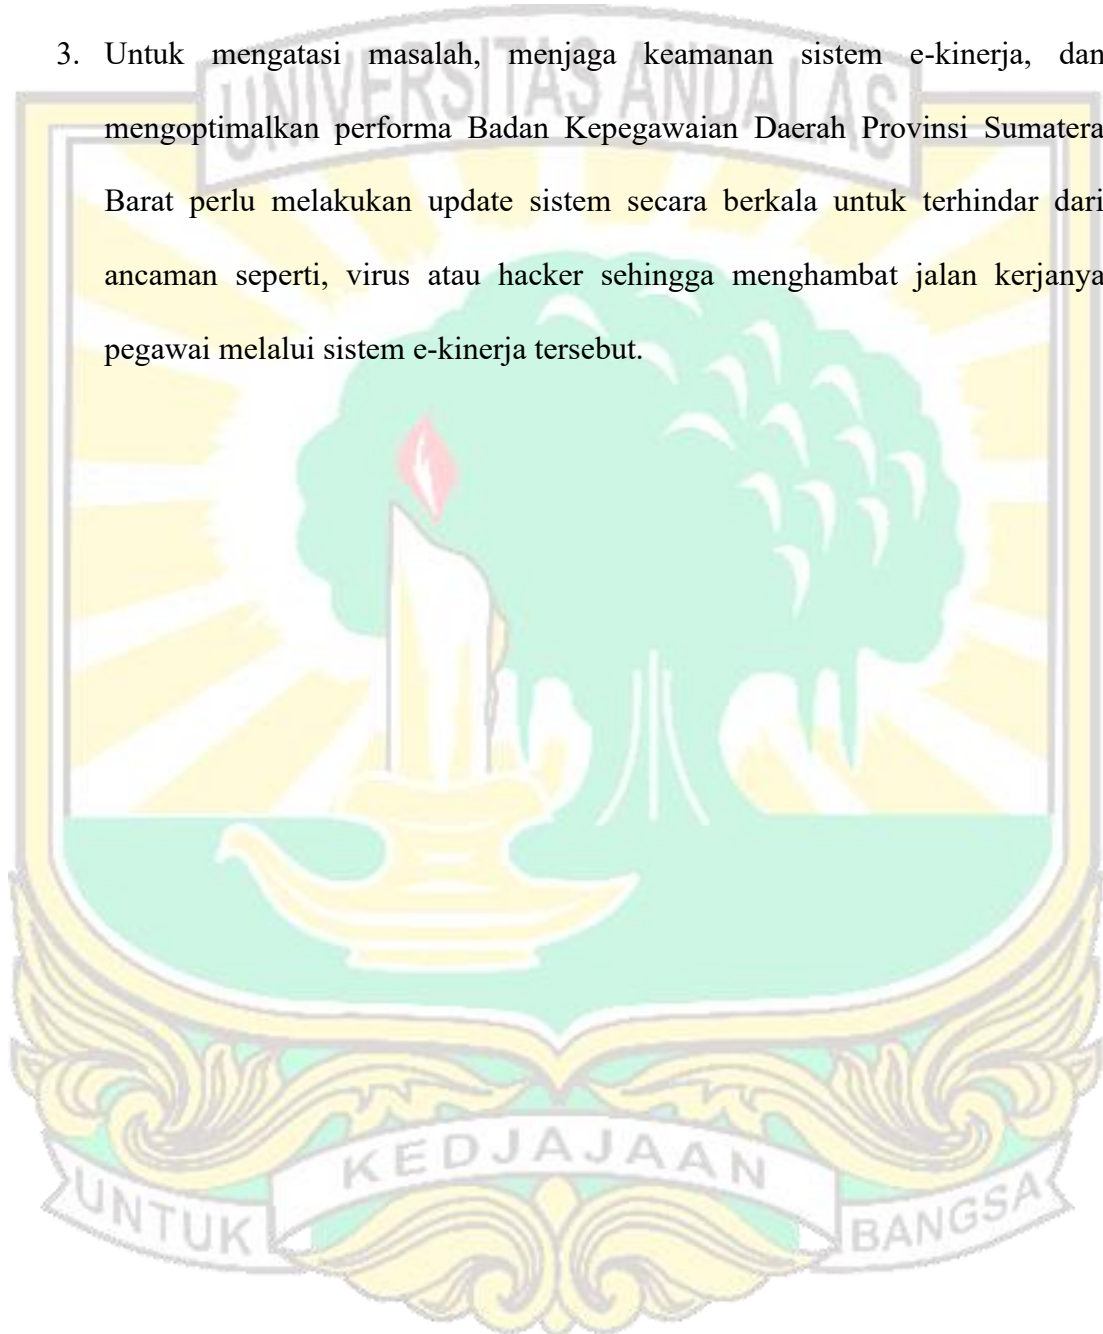 UNIVERSITAS ANDALAS
3. Untuk mengatasi masalah, menjaga keamanan sistem e-kinerja, dan
mengoptimalkan performa Badan Kepegawaian Daerah Provinsi Sumatera
Barat perlu melakukan update sistem secara berkala untuk terhindar dari
ancaman seperti, virus atau hacker sehingga menghambat jalan kerjanya
pegawai melalui sistem e-kinerja tersebut.
UNTUK KEDJAJAAN BANGSA